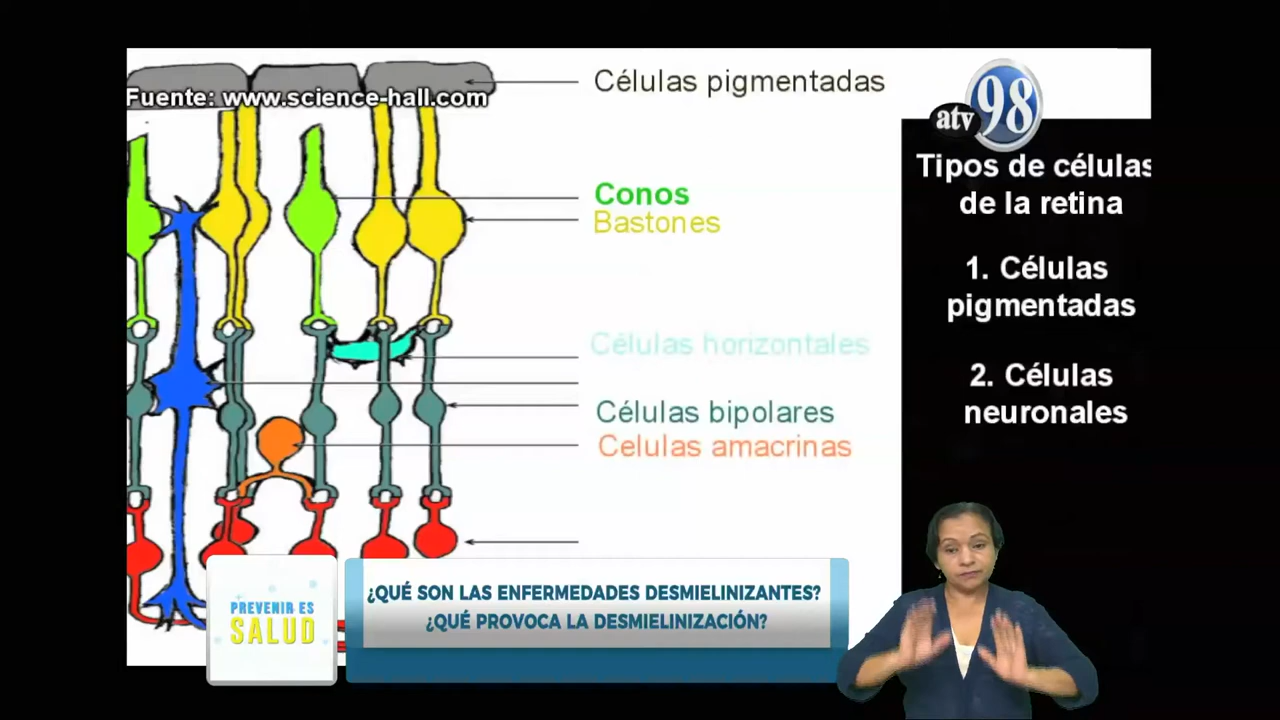 Células pigmentadas
Fuente: www.science-hall.com
Conos
Bastones
Células horizontales
Células bipolares
Celulas amacrinas
atv 98
Tipos de células
de la retina
1. Células
pigmentadas
2. Células
neuronales
PREVENIR ES
SALUD
¿QUÉ SON LAS ENFERMEDADES DESMIELINIZANTES?
¿QUÉ PROVOCA LA DESMIELINIZACIÓN?